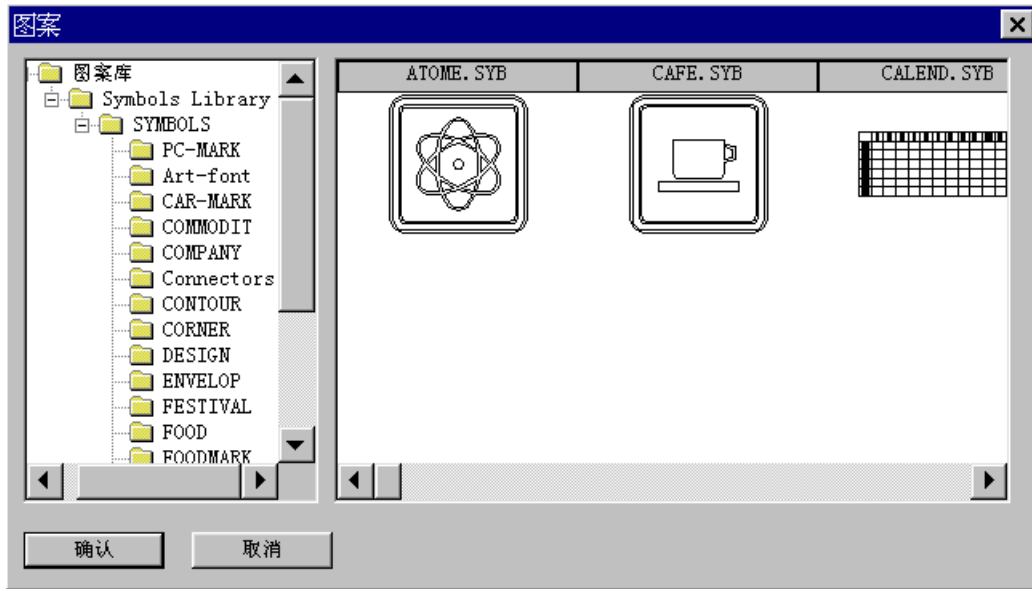 图案
图案库
Symbols Library
SYMBOLS
PC-MARK
Art-font
CAR-MARK
COMMODIT
COMPANY
Connectors
CONTOUR
CORNER
DESIGN
ENVELOP
FESTIVAL
FOOD
FOODMARK
ATOME.SYB
CAFE.SYB
CALEND.SYB
确认
取消